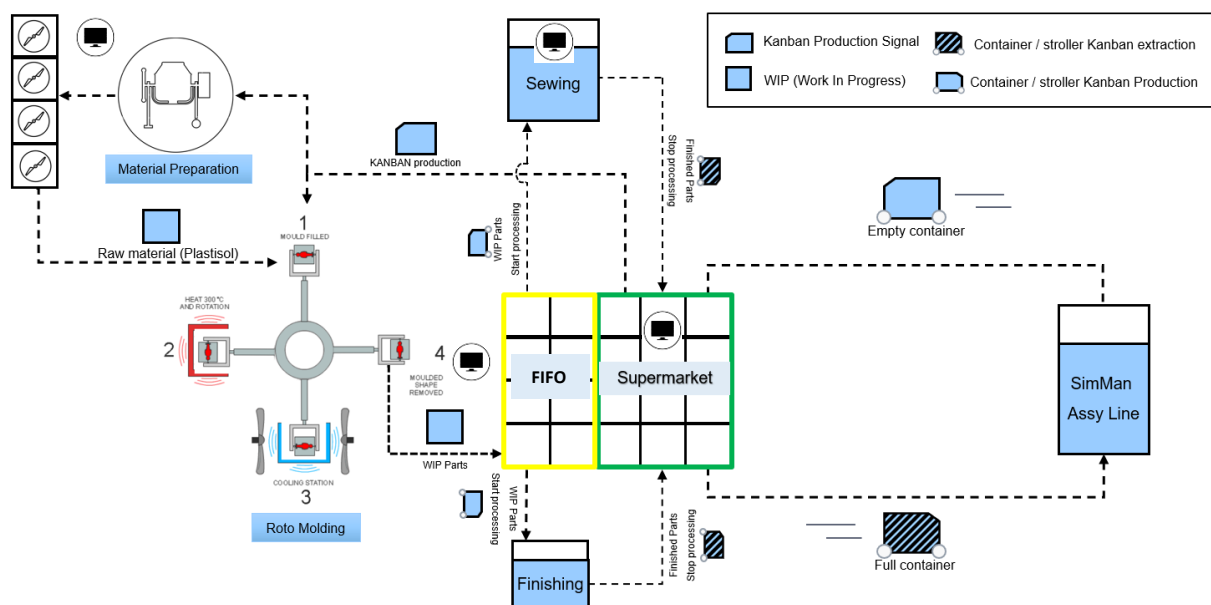 Kanban Production Signal
Container / stroller Kanban extraction
WIP (Work In Progress)
Container / stroller Kanban Production
Sewing
Material Preparation
KANBAN production
Finished Parts
Stop processing
WIP Parts
Start processing
Empty container
Raw material (Plastisol)
1
MOULD FILLED
HEAT 300°C
AND ROTATION
2
4
MOULDED
SHAPE
REMOVED
FIFO
Supermarket
SimMan
Assy Line
WIP Parts
COOLING STATION
3
Roto Molding
WIP Parts
Start processing
Finished Parts
Stop processing
Full container
Finishing